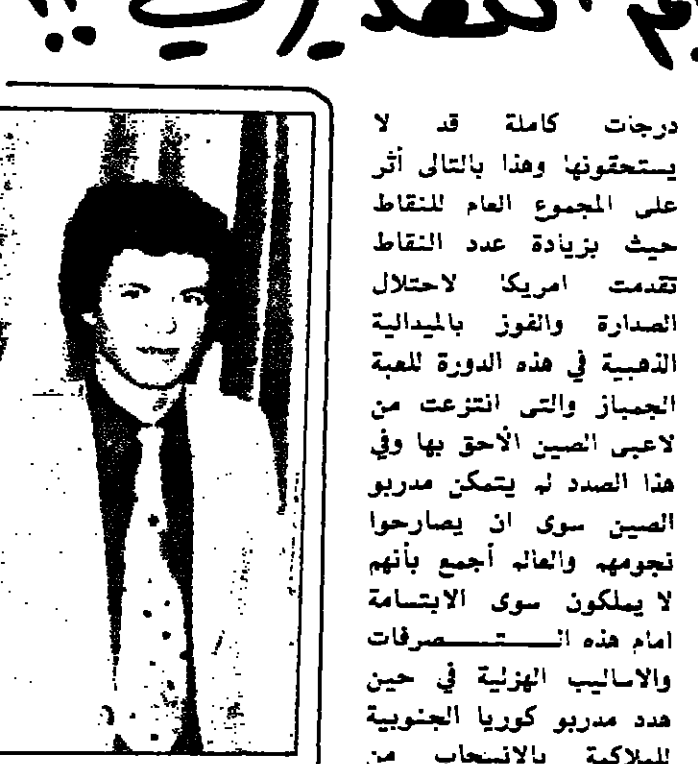 درجات كاملة قد لا
يستحقونها وهذا بالتالى أثر
على المجموع العام للنقاط
حيث بزيادة عدد النقاط
تقدمت امريكا لاحتلال
الصدارة والفوز بالميدالية
الذهبية في هذه الدورة للعبة
الجمباز والتى انتزعت من
لاعبى الصين الأحق بها وفي
هذا الصدد لم يتمكن مدربو
الصين سوى ان يصارحوا
نجومهم والعالم أجمع بأنهم
لا يملكون سوى الابتسامة
امام هذه التصرفات
والاساليب الهزلية في حين
هدد مدربو كوريا الجنوبية
للملاكمة بالانسحاب من